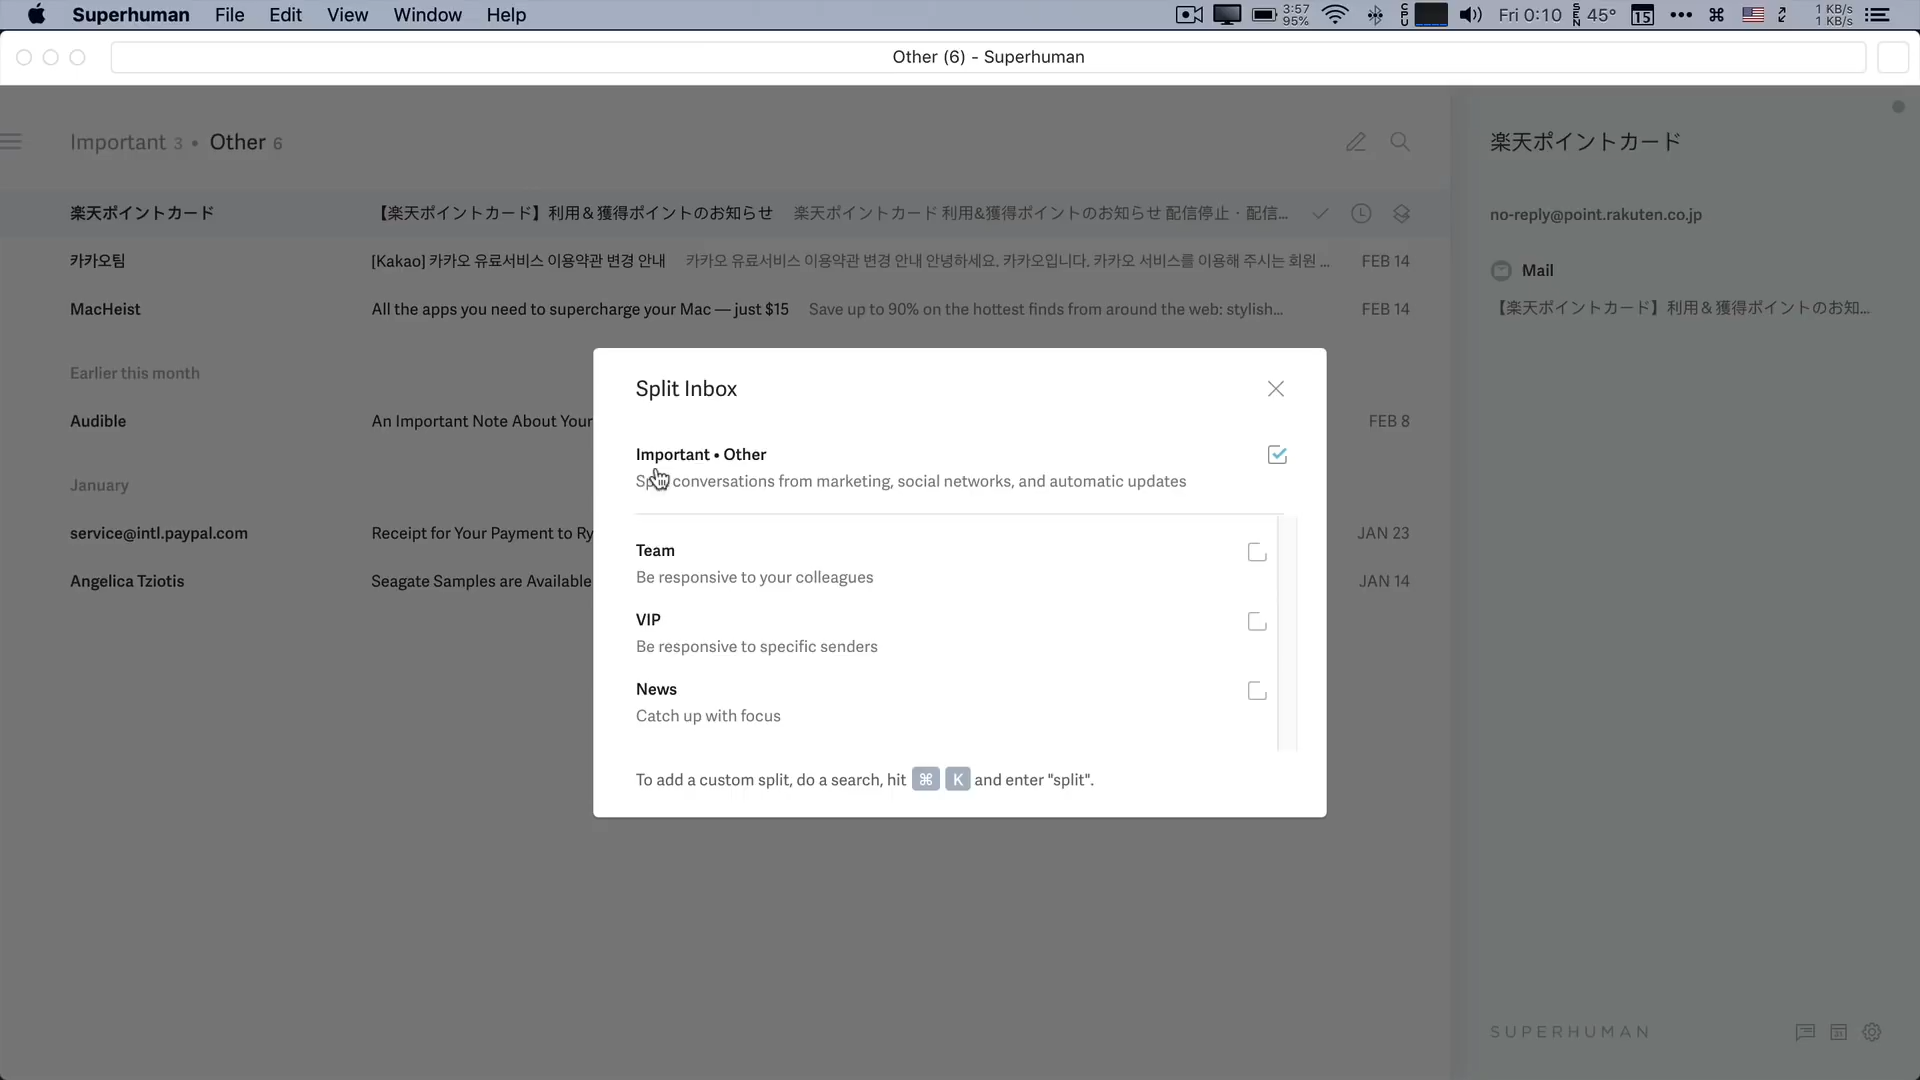 Superhuman File Edit View Window Help
3:57
95%
CPU
Fri 0:10
SEN
45°
15
1 KB/s
1 KB/s
Other (6) - Superhuman
Important 3 • Other 6
楽天ポイントカード 【楽天ポイントカード】利用＆獲得ポイントのお知らせ 楽天ポイントカード 利用&獲得ポイントのお知らせ 配信停止・配信...
카카오팀 [Kakao] 카카오 유료서비스 이용약관 변경 안내 카카오 유료서비스 이용약관 변경 안내 안녕하세요. 카카오입니다. 카카오 서비스를 이용해 주시는 회원 ... FEB 14
MacHeist All the apps you need to supercharge your Mac — just $15 Save up to 90% on the hottest finds from around the web: stylish... FEB 14
Earlier this month
Audible An Important Note About Your FEB 8
January
service@intl.paypal.com Receipt for Your Payment to Ry JAN 23
Angelica Tziotis Seagate Samples are Available JAN 14
Split Inbox
Important • Other
conversations from marketing, social networks, and automatic updates
Team
Be responsive to your colleagues
VIP
Be responsive to specific senders
News
Catch up with focus
To add a custom split, do a search, hit ⌘ K and enter "split".
楽天ポイントカード
no-reply@point.rakuten.co.jp
Mail
【楽天ポイントカード】利用＆獲得ポイントのお知...
SUPERHUMAN